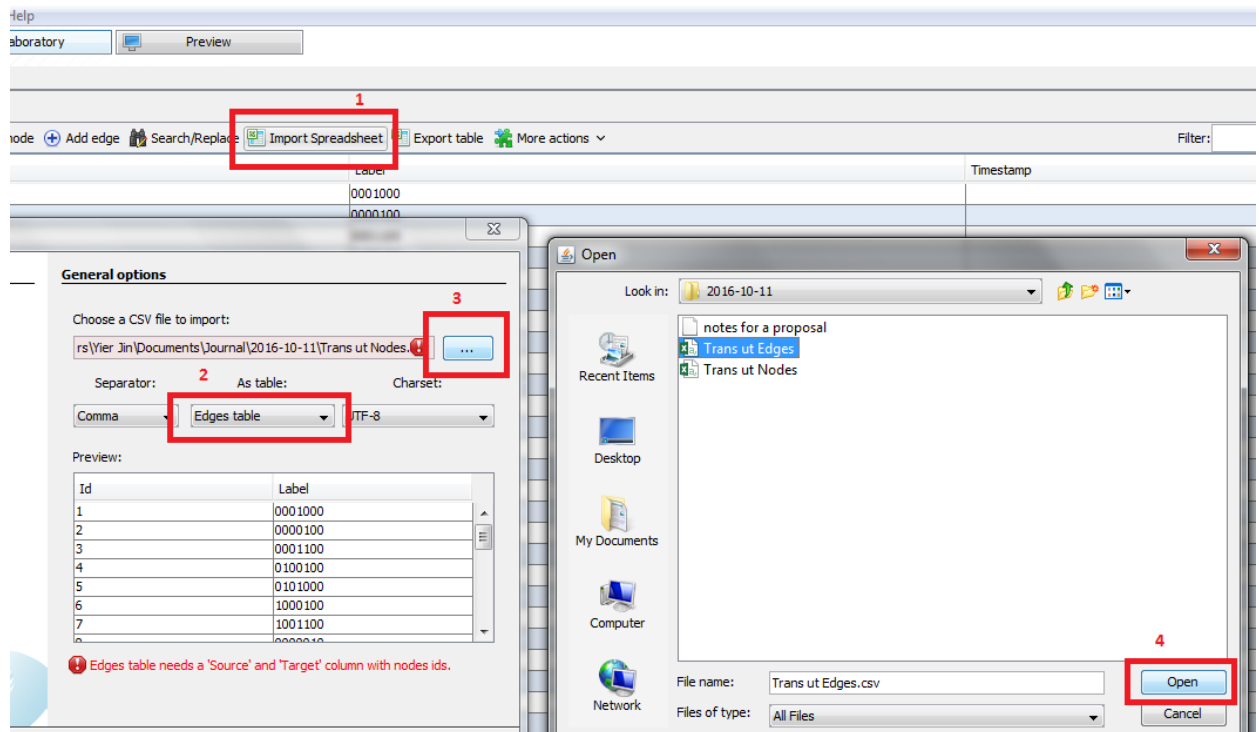 Help
aboratory Preview
1
node Add edge Search/Replace Import Spreadsheet Export table More actions Filter:
Label Timestamp
0001000
0000100
General options
3
Choose a CSV file to import:
rs\Yier Jin\Documents\Journal\2016-10-11\Trans ut Nodes. ...
2
Separator: As table: Charset:
Comma Edges table UTF-8
Preview:
Id Label
1 0001000
2 0000100
3 0001100
4 0100100
5 0101000
6 1000100
7 1001100
Edges table needs a 'Source' and 'Target' column with nodes ids.
Open
Look in: 2016-10-11
notes for a proposal
Trans ut Edges
Trans ut Nodes
Recent Items
Desktop
My Documents
Computer
Network
4
File name: Trans ut Edges.csv Open
Files of type: All Files Cancel